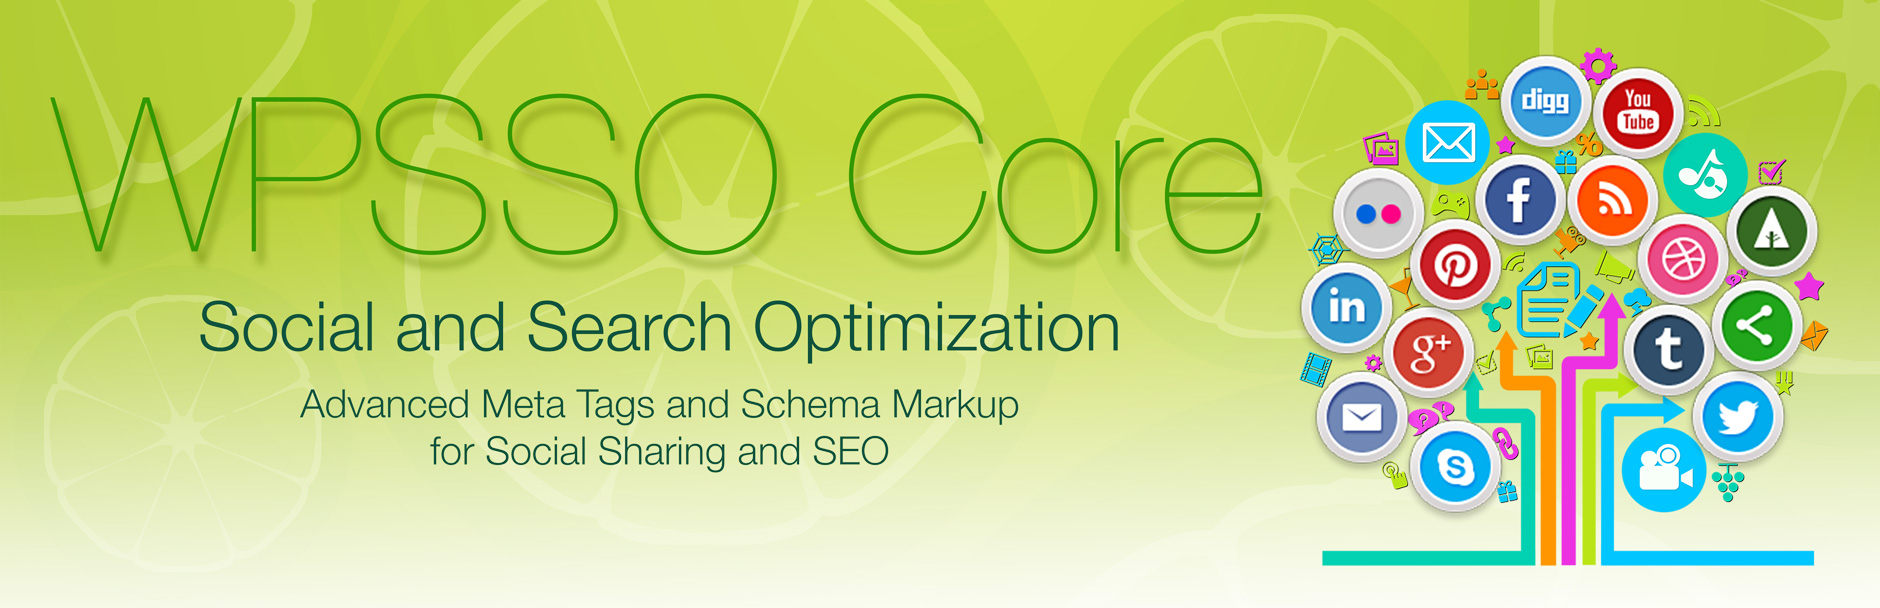 WPSSO Core
Social and Search Optimization
Advanced Meta Tags and Schema Markup
for Social Sharing and SEO
digg
You
Tube
f
in
g+
t
S
%